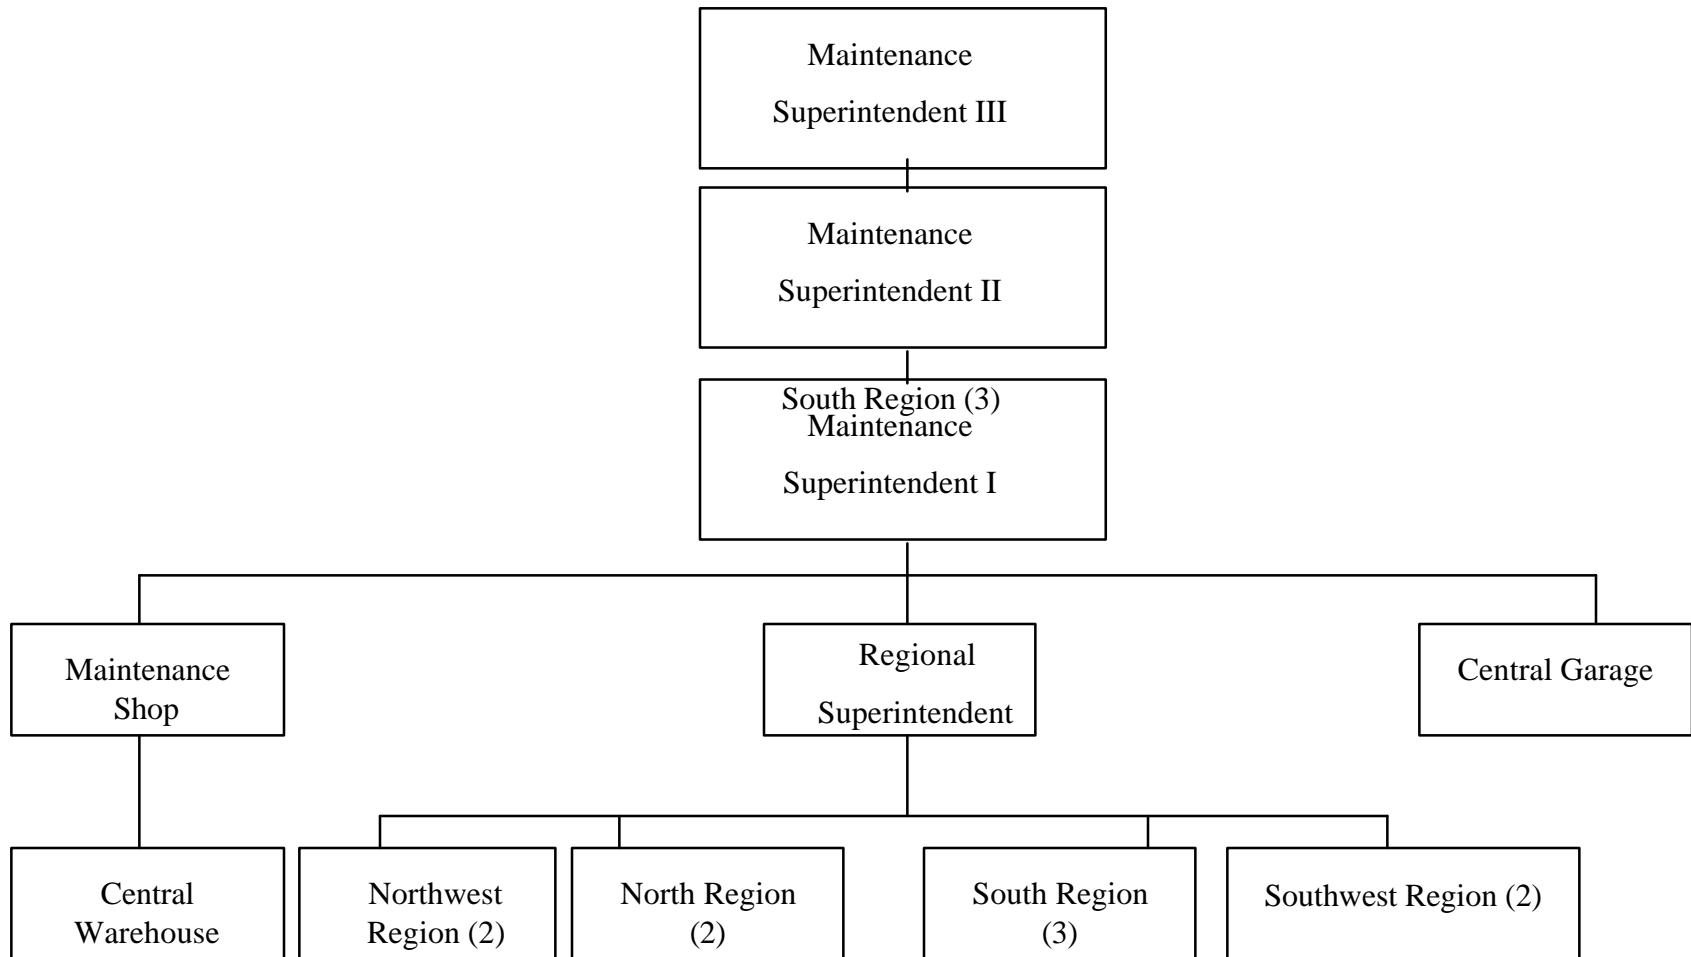 Maintenance
Superintendent III
Maintenance
Superintendent II
South Region (3)
Maintenance
Superintendent I
Maintenance
Shop
Regional
Superintendent
Central Garage
Central
Warehouse
Northwest
Region (2)
North Region
(2)
South Region
(3)
Southwest Region (2)